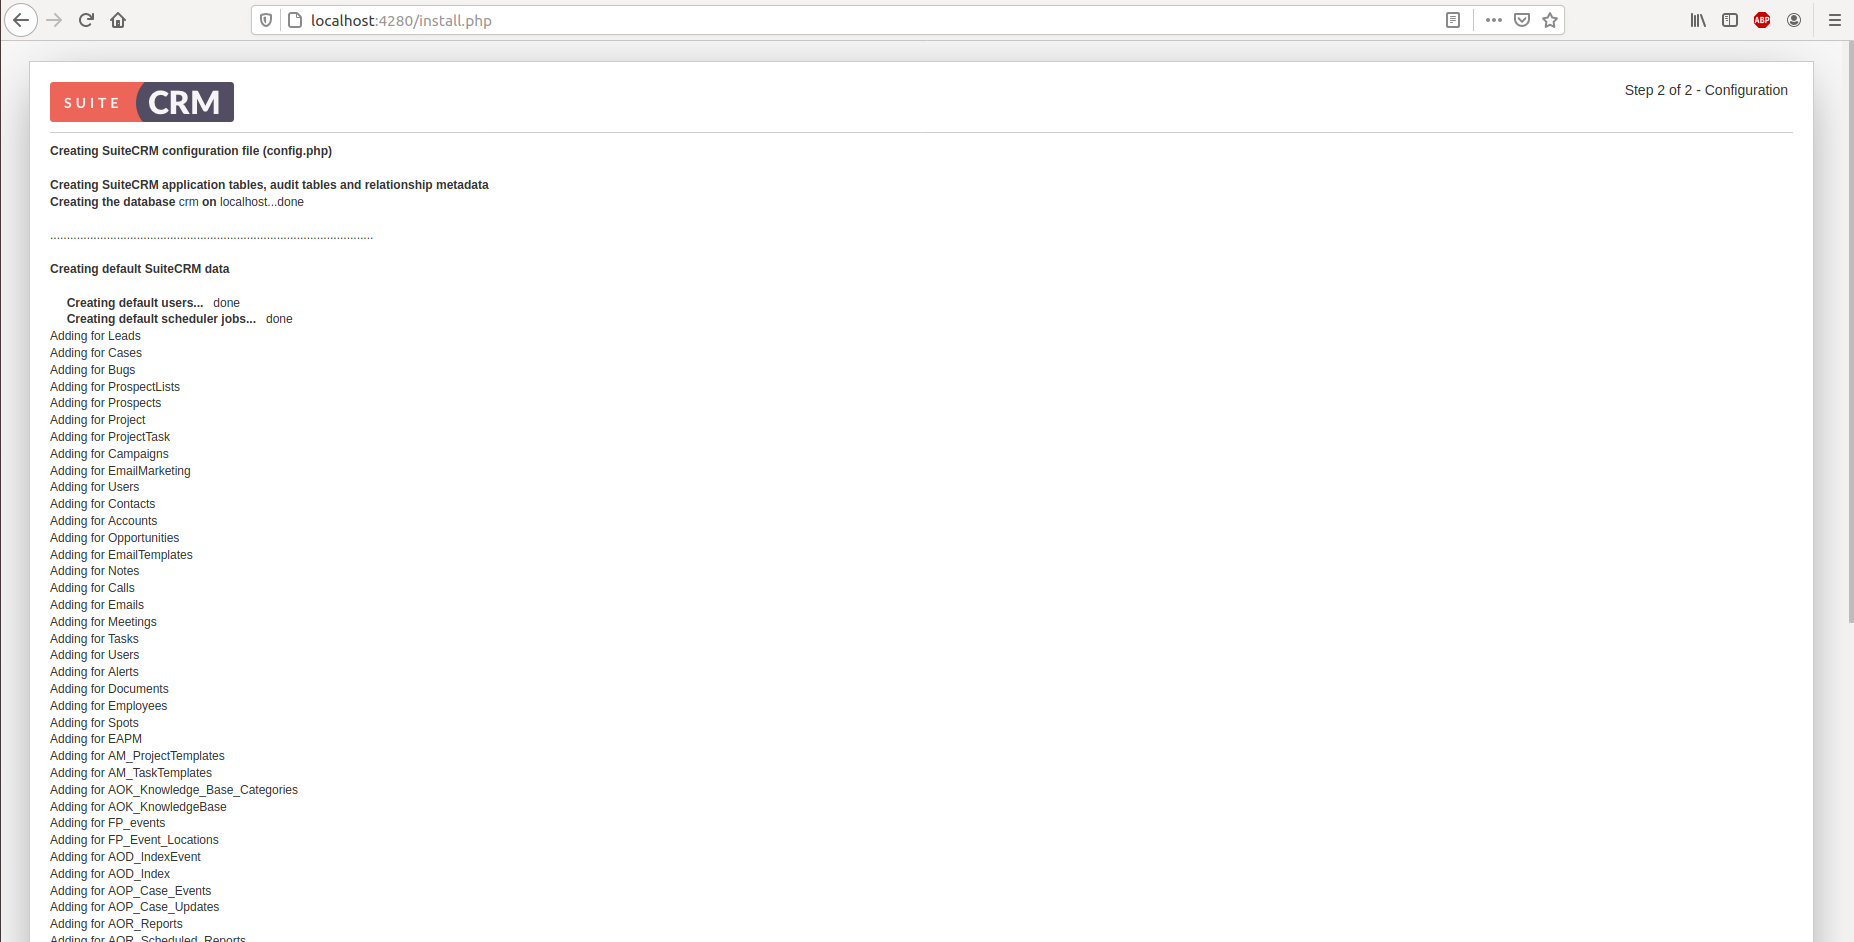 localhost:4280/install.php
ABP
SUITE CRM
Step 2 of 2 - Configuration
Creating SuiteCRM configuration file (config.php)
Creating SuiteCRM application tables, audit tables and relationship metadata
Creating the database crm on localhost...done
.................................................................................................
Creating default SuiteCRM data
Creating default users... done
Creating default scheduler jobs... done
Adding for Leads
Adding for Cases
Adding for Bugs
Adding for ProspectLists
Adding for Prospects
Adding for Project
Adding for ProjectTask
Adding for Campaigns
Adding for EmailMarketing
Adding for Users
Adding for Contacts
Adding for Accounts
Adding for Opportunities
Adding for EmailTemplates
Adding for Notes
Adding for Calls
Adding for Emails
Adding for Meetings
Adding for Tasks
Adding for Users
Adding for Alerts
Adding for Documents
Adding for Employees
Adding for Spots
Adding for EAPM
Adding for AM_ProjectTemplates
Adding for AM_TaskTemplates
Adding for AOK_Knowledge_Base_Categories
Adding for AOK_KnowledgeBase
Adding for FP_events
Adding for FP_Event_Locations
Adding for AOD_IndexEvent
Adding for AOD_Index
Adding for AOP_Case_Events
Adding for AOP_Case_Updates
Adding for AOR_Reports
Adding for AOR_Scheduled_Reports